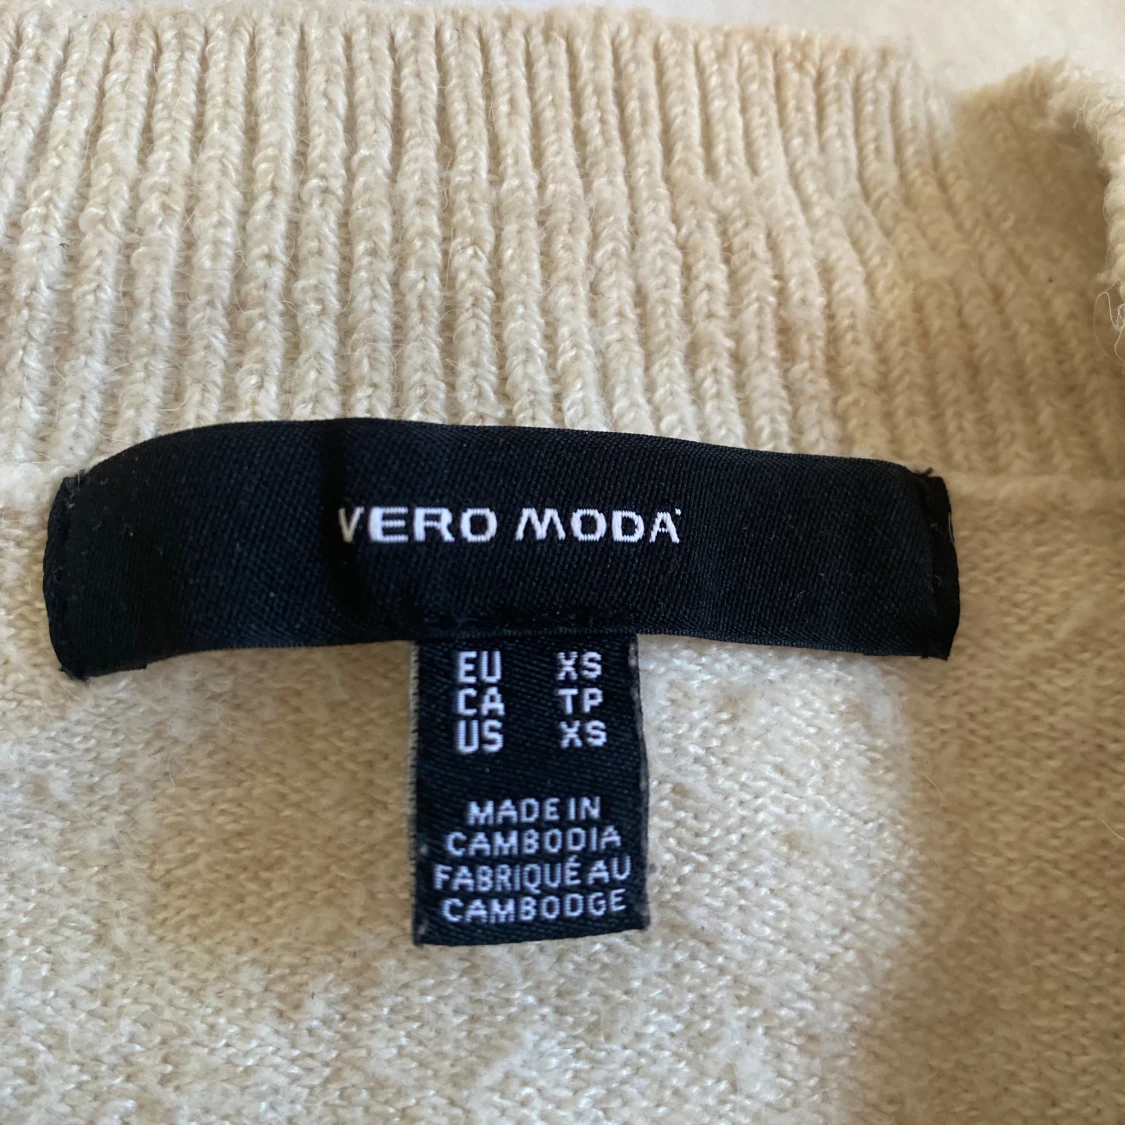 VERO MODA
EU XS
CA TP
US XS
MADE IN
CAMBODIA
FABRIQUÉ AU
CAMBODGE